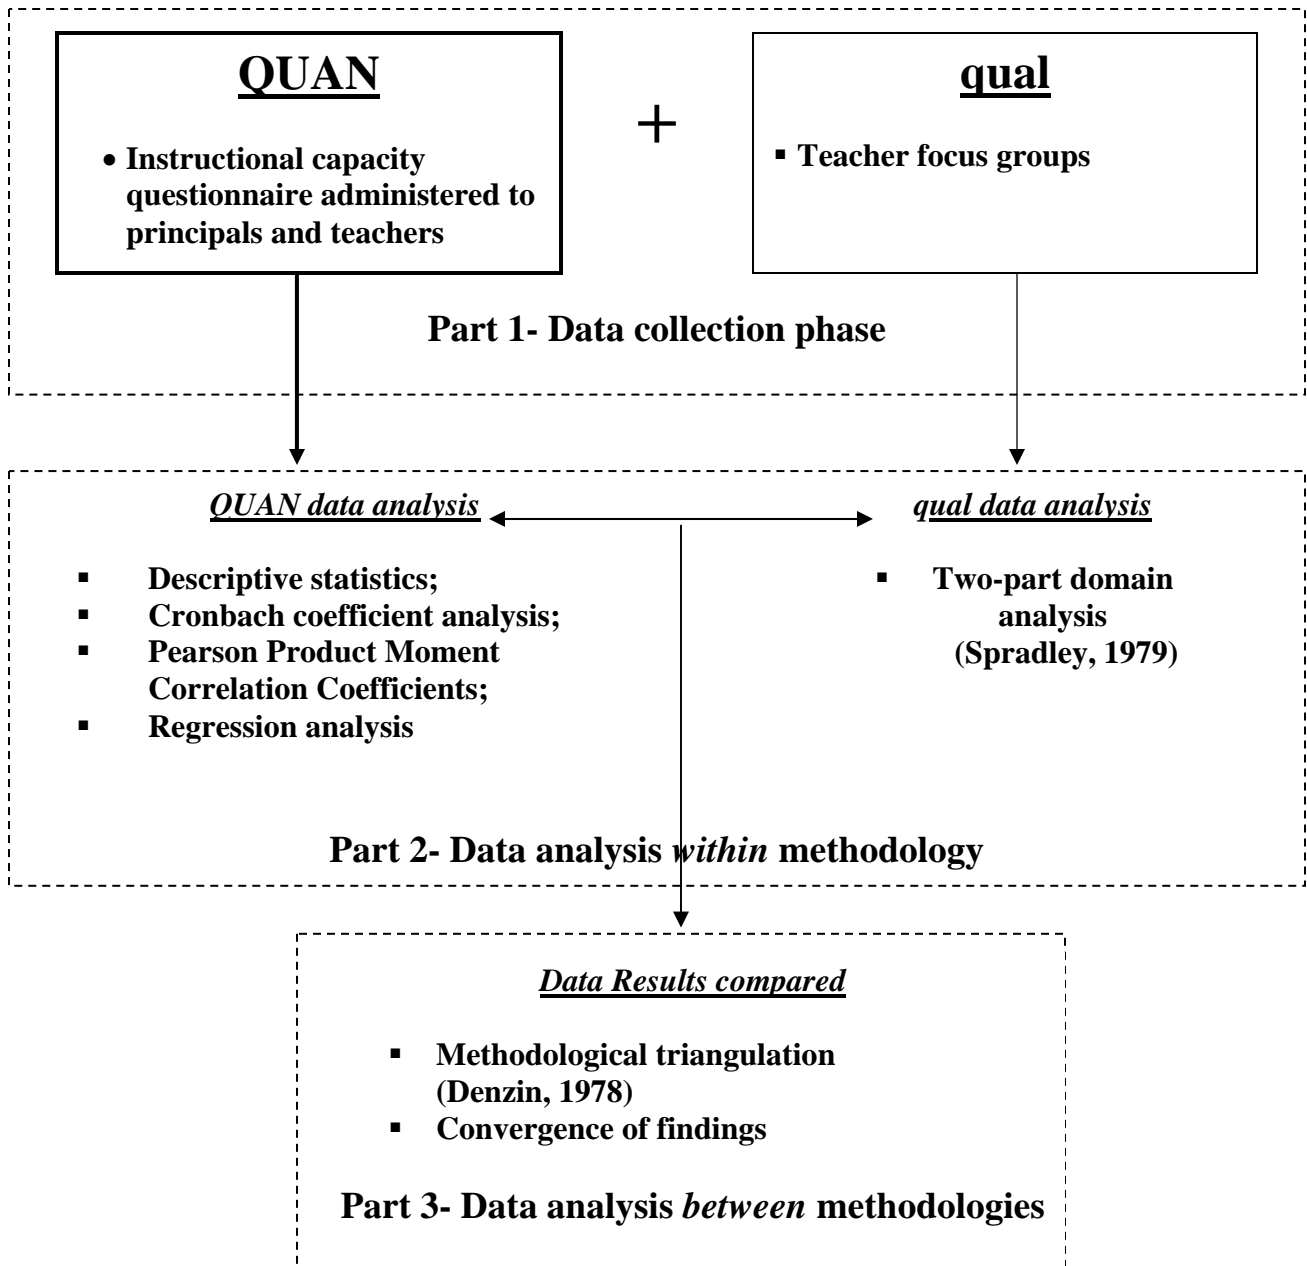 QUAN
• Instructional capacity
questionnaire administered to
principals and teachers
+
qual
▪ Teacher focus groups
Part 1- Data collection phase
QUAN data analysis
▪ Descriptive statistics;
▪ Cronbach coefficient analysis;
▪ Pearson Product Moment
Correlation Coefficients;
▪ Regression analysis
qual data analysis
▪ Two-part domain
analysis
(Spradley, 1979)
Part 2- Data analysis within methodology
Data Results compared
▪ Methodological triangulation
(Denzin, 1978)
▪ Convergence of findings
Part 3- Data analysis between methodologies